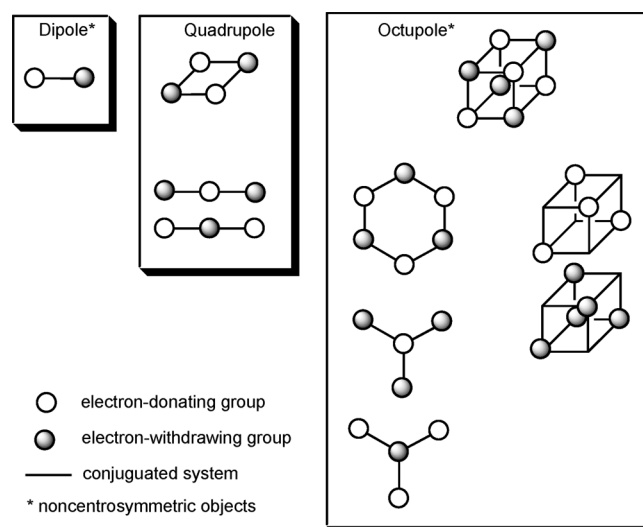 Dipole*
Quadrupole
Octupole*
electron-donating group
electron-withdrawing group
conjuguated system
* noncentrosymmetric objects